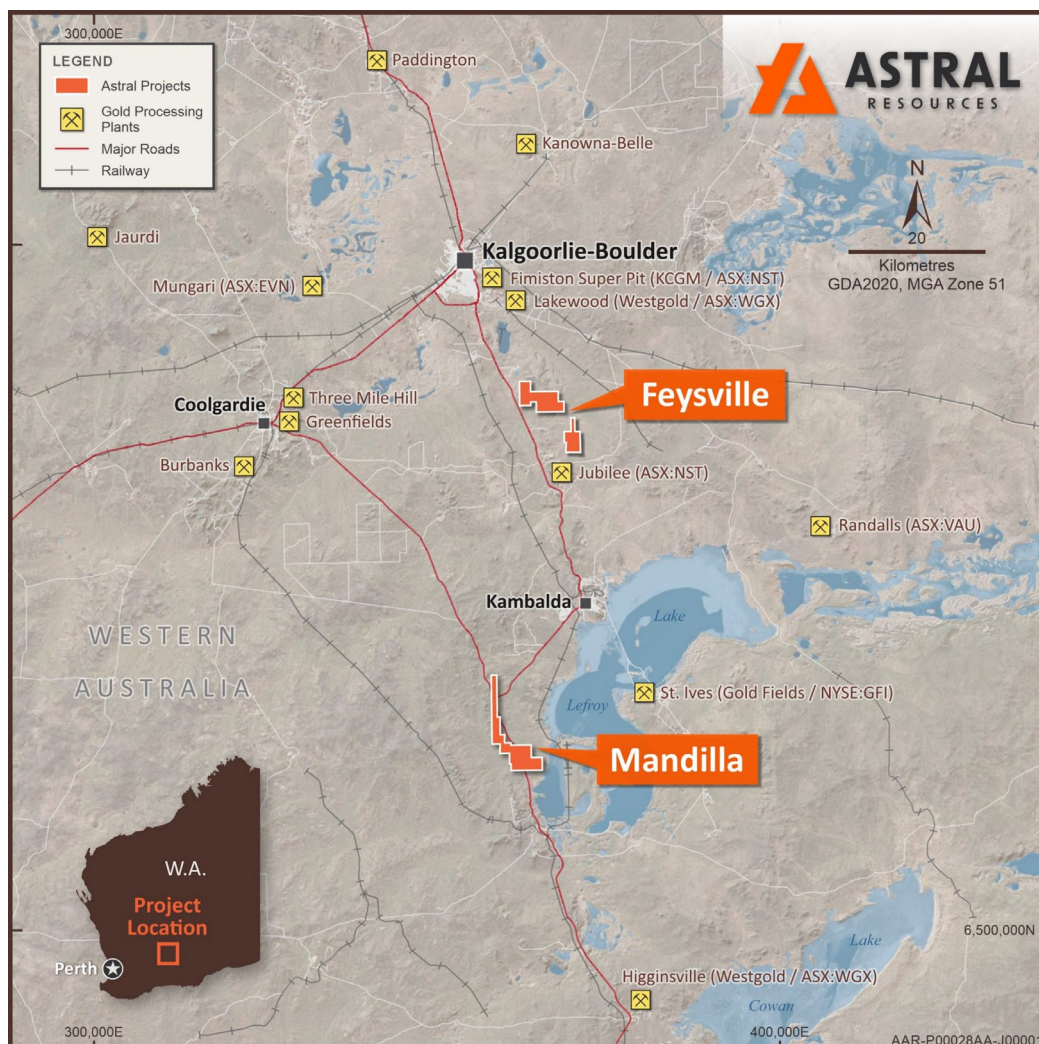 300,000E
LEGEND
Astral Projects
Gold Processing
Plants
Major Roads
Railway
ASTRAL
RESOURCES
Paddington
Kanowna-Belle
N
20
Kilometres
GDA2020, MGA Zone 51
Jaurdi
Kalgoorlie-Boulder
Mungari (ASX:EVN)
Fimiston Super Pit (KCGM / ASX:NST)
Lakewood (Westgold / ASX:WGX)
Feysville
Three Mile Hill
Coolgardie
Greenfields
Burbanks
Jubilee (ASX:NST)
Randalls (ASX:VAU)
Kambalda
Lake
Lefroy
WESTERN
AUSTRALIA
St. Ives (Gold Fields / NYSE:GFI)
Mandilla
W.A.
Project
Location
Perth
6,500,000N
Lake
Cowan
Higginsville (Westgold / ASX:WGX)
300,000E
400,000E
AAR-P00028AA-J00001